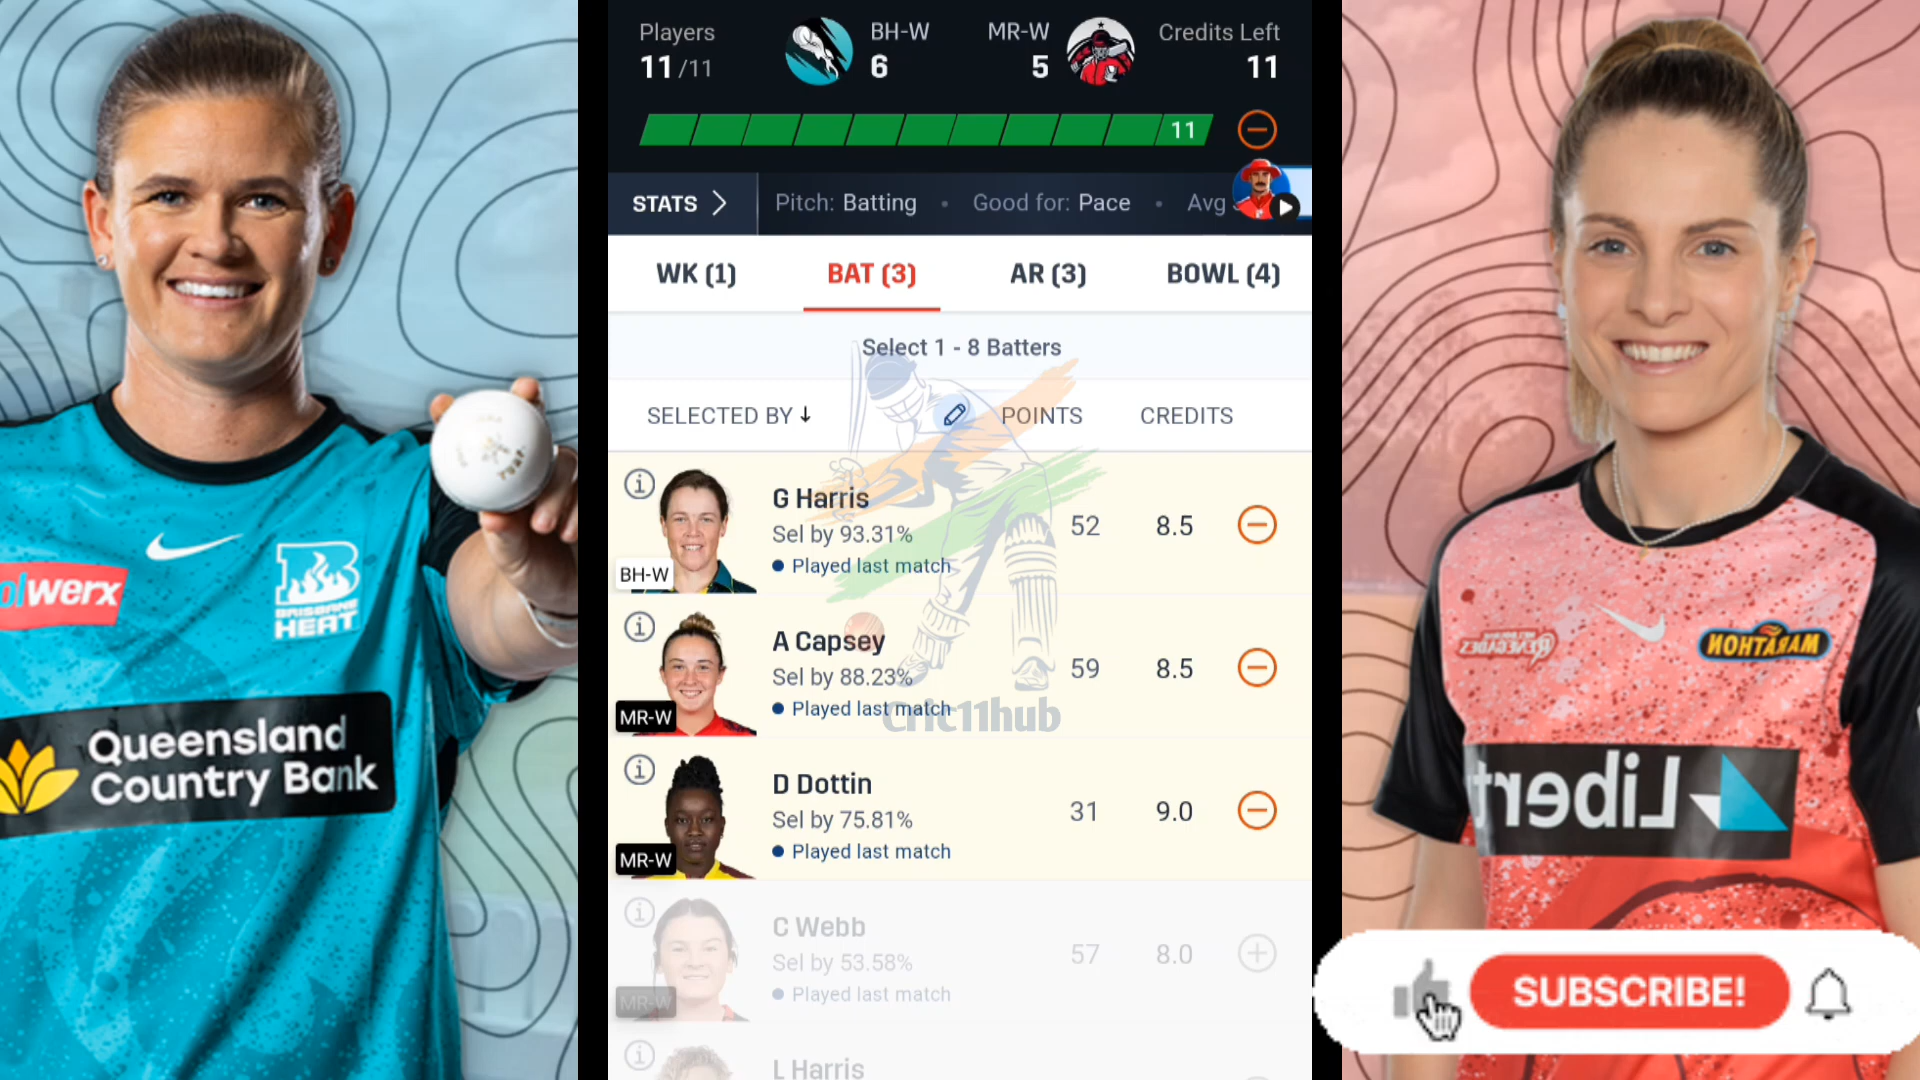 Players
11 /11
BH-W
6
MR-W
5
Credits Left
11
11
STATS
Pitch: Batting • Good for: Pace • Avg
WK (1)
BAT (3)
AR (3)
BOWL (4)
Select 1 - 8 Batters
SELECTED BY ↓
POINTS
CREDITS
G Harris
Sel by 93.31%
Played last match
BH-W
52
8.5
A Capsey
Sel by 88.23%
Played last match
MR-W
59
8.5
D Dottin
Sel by 75.81%
Played last match
MR-W
31
9.0
C Webb
Sel by 53.58%
Played last match
MR-W
57
8.0
L Harris
Cric11hub
olwerx
BRISBANE
HEAT
Queensland
Country Bank
RENEGADES
MARATHON
Libert
SUBSCRIBE!